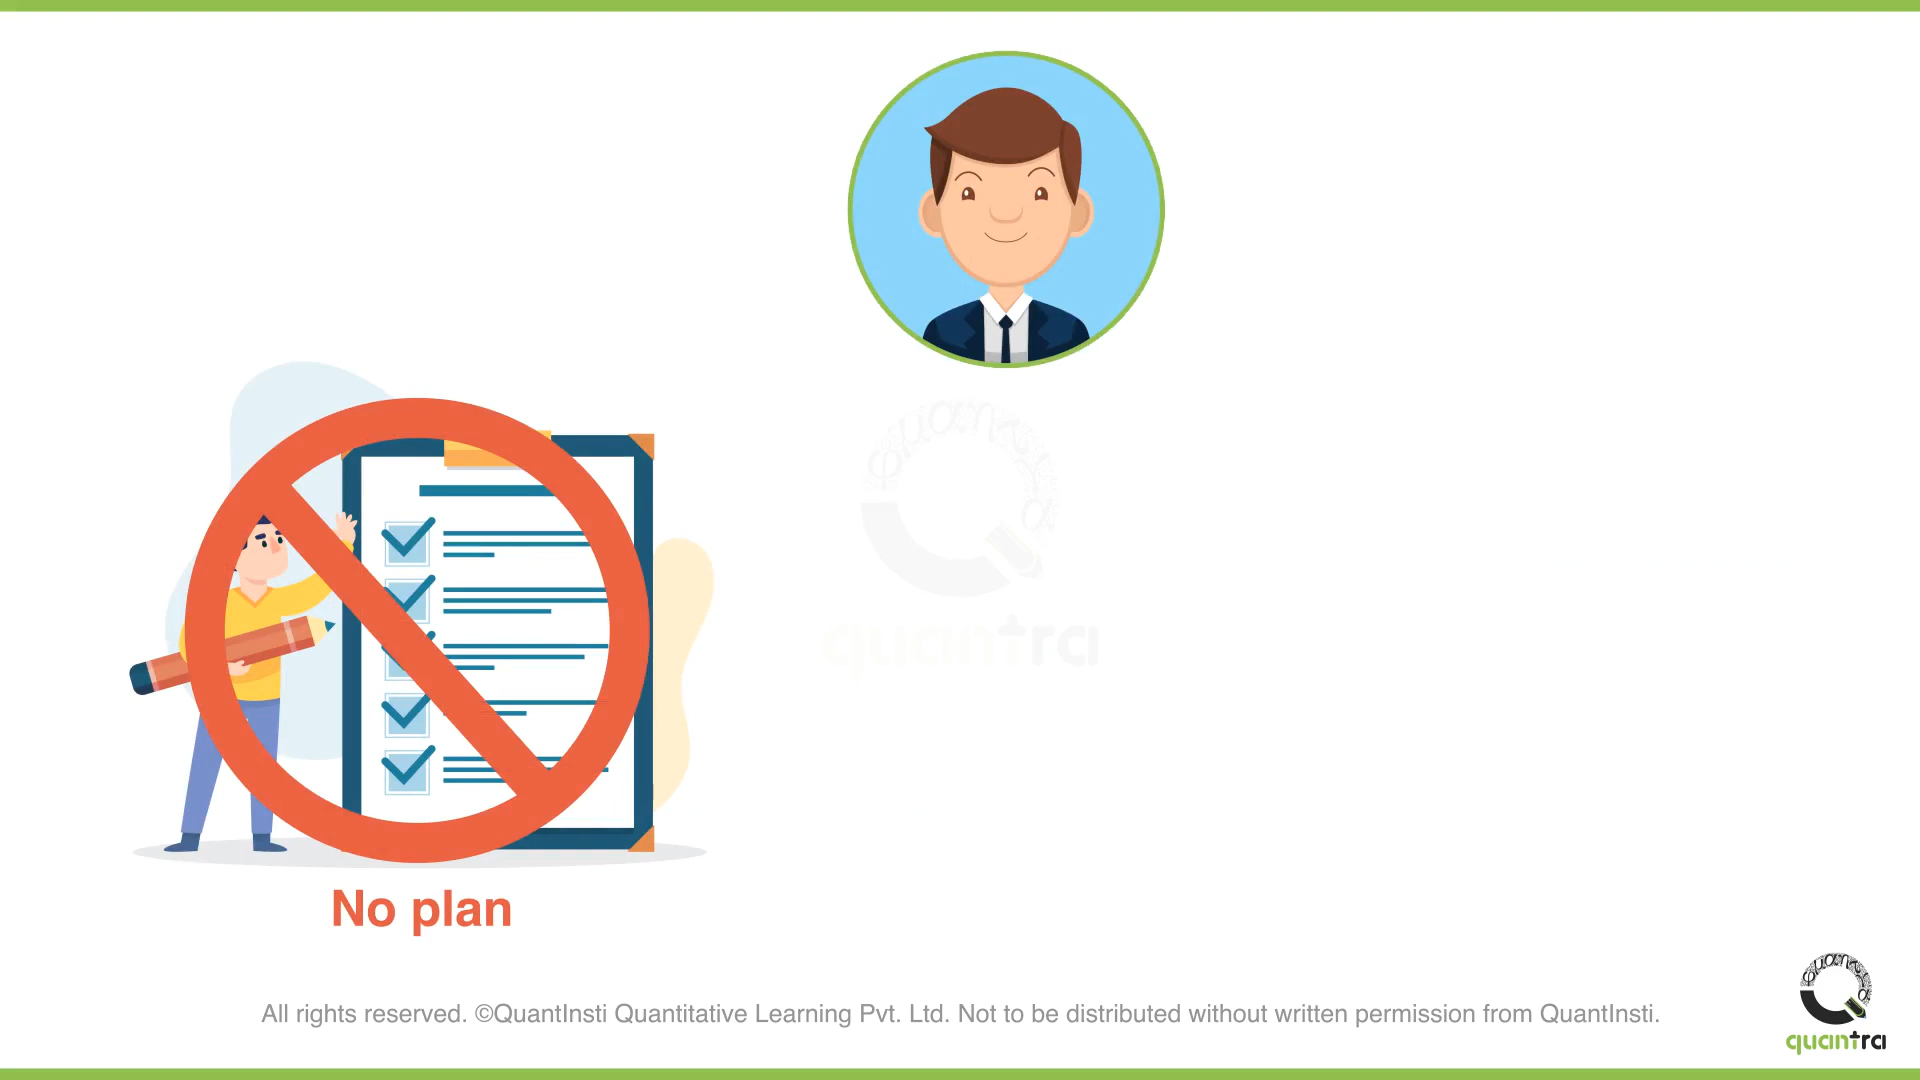 No plan
All rights reserved. ©QuantInsti Quantitative Learning Pvt. Ltd. Not to be distributed without written permission from QuantInsti.
quantra
quantra